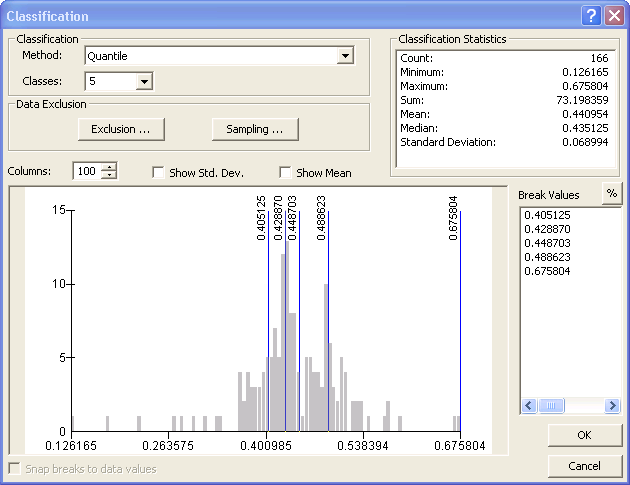 Classification
Classification
Method: Quantile
Classes: 5
Data Exclusion
Exclusion ...
Sampling ...
Classification Statistics
Count: 166
Minimum: 0.126165
Maximum: 0.675804
Sum: 73.198359
Mean: 0.440954
Median: 0.435125
Standard Deviation: 0.068994
Columns: 100
Show Std. Dev.
Show Mean
Break Values
%
0.405125
0.428870
0.448703
0.488623
0.675804
0.405125
0.428870
0.448703
0.488623
0.675804
15
10
5
0
0.126165 0.263575 0.400985 0.538394 0.675804
OK
Cancel
Snap breaks to data values